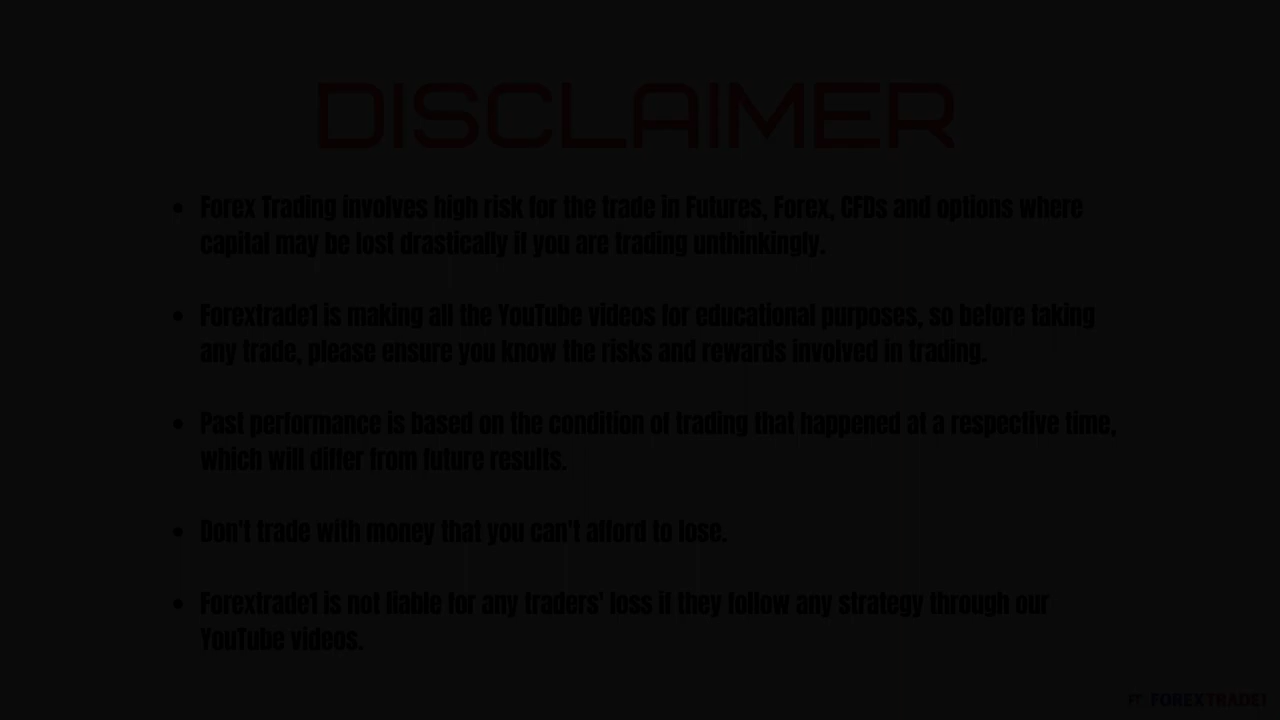 DISCLAIMER
• Forex Trading involves high risk for the trade in Futures, Forex, CFDs and options where
capital may be lost drastically if you are trading unthinkingly.
• Forextrade1 is making all the YouTube videos for educational purposes, so before taking
any trade, please ensure you know the risks and rewards involved in trading.
• Past performance is based on the condition of trading that happened at a respective time,
which will differ from future results.
• Don't trade with money that you can't afford to lose.
• Forextrade1 is not liable for any traders' loss if they follow any strategy through our
YouTube videos.
FOREXTRADE1